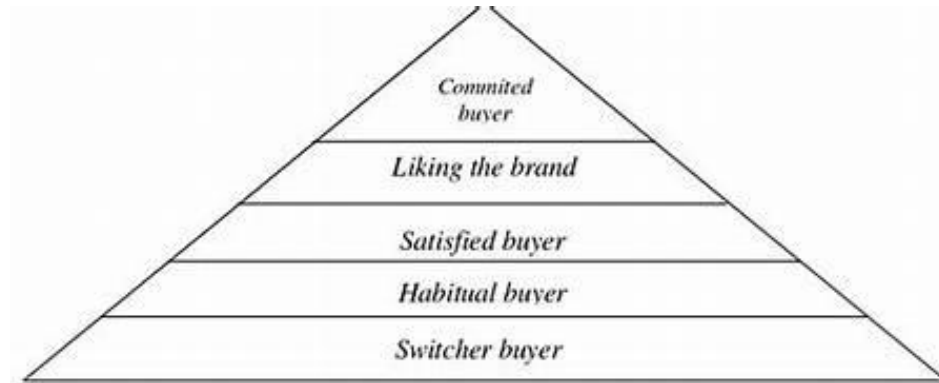 Commited
buyer
Liking the brand
Satisfied buyer
Habitual buyer
Switcher buyer